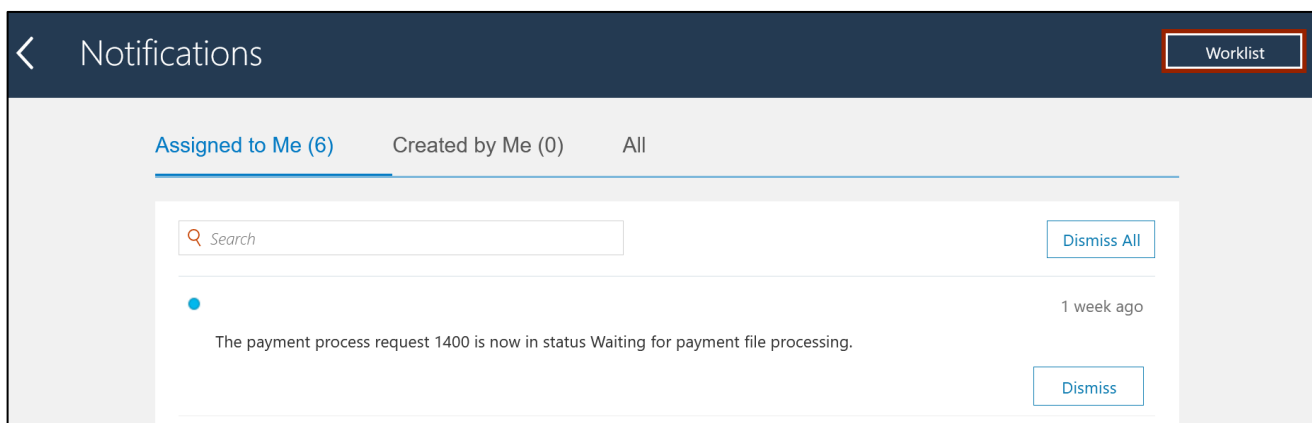 Notifications
Worklist
Assigned to Me (6)
Created by Me (0)
All
Search
Dismiss All
1 week ago
The payment process request 1400 is now in status Waiting for payment file processing.
Dismiss